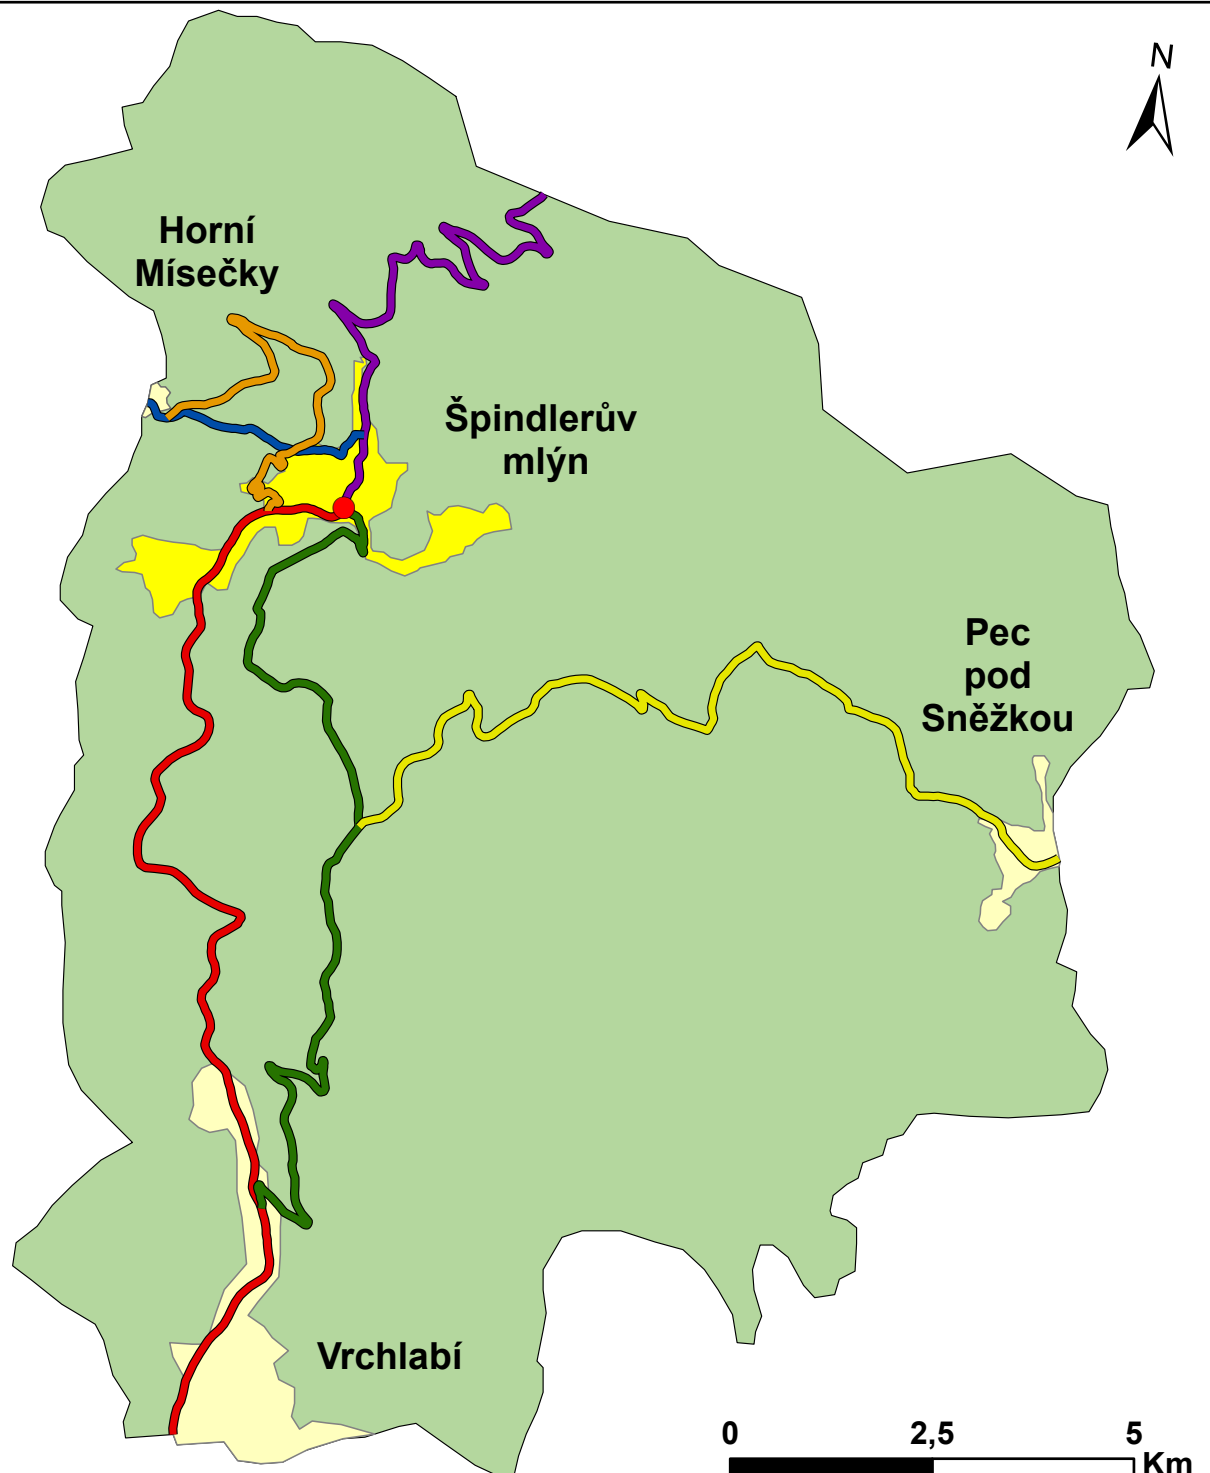 N
Horní
Mísečky
Špindlerův
mlýn
Pec
pod
Sněžkou
Vrchlabí
0 2,5 5
Km